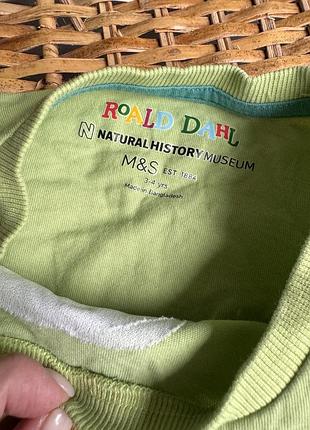 ROALD DAHL
N NATURAL HISTORY MUSEUM
M&S EST 1884
3-4 yrs
Made in Bangladesh